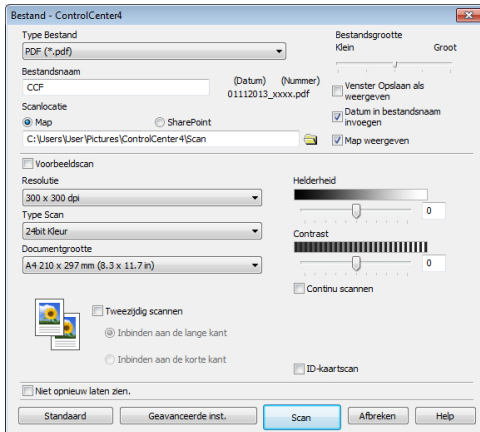 Bestand - ControlCenter4
Type Bestand
PDF (*.pdf)
Bestandsnaam
CCF
(Datum) (Nummer)
01112013_xxxx.pdf
Scanlocatie
Map
SharePoint
C:\Users\User\Pictures\ControlCenter4\Scan
Bestandsgrootte
Klein Groot
Venster Opslaan als weergeven
Datum in bestandsnaam invoegen
Map weergeven
Voorbeeldscan
Resolutie
300 x 300 dpi
Type Scan
24bit Kleur
Documentgrootte
A4 210 x 297 mm (8.3 x 11.7 in)
Helderheid
0
Contrast
0
Continu scannen
Tweezijdig scannen
Inbinden aan de lange kant
Inbinden aan de korte kant
ID-kaartscan
Niet opnieuw laten zien.
Standaard Geavanceerde inst. Scan Afbreken Help